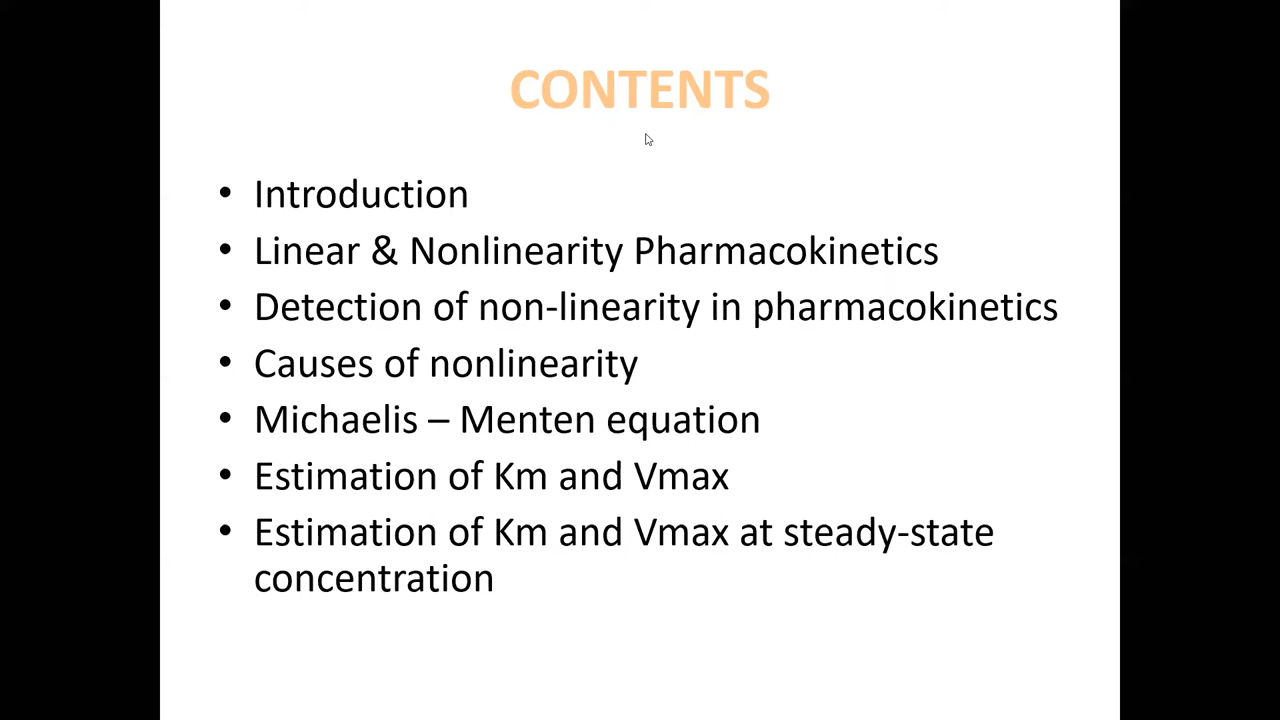 CONTENTS
• Introduction
• Linear & Nonlinearity Pharmacokinetics
• Detection of non-linearity in pharmacokinetics
• Causes of nonlinearity
• Michaelis – Menten equation
• Estimation of Km and Vmax
• Estimation of Km and Vmax at steady-state
concentration